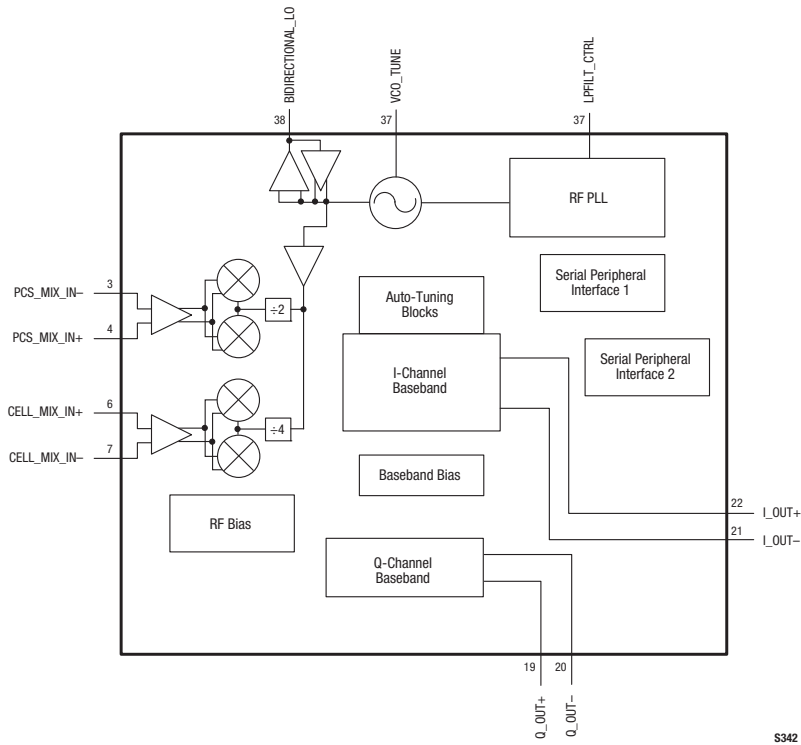 BIDIRECTIONAL_LO
VCO_TUNE
LPFILT_CTRL
38
37
37
RF PLL
Serial Peripheral
Interface 1
PCS_MIX_IN–
3
Auto-Tuning
Blocks
÷2
PCS_MIX_IN+
4
I-Channel
Baseband
Serial Peripheral
Interface 2
CELL_MIX_IN+
6
÷4
CELL_MIX_IN–
7
Baseband Bias
RF Bias
22
I_OUT+
21
I_OUT–
Q-Channel
Baseband
19
20
Q_OUT+
Q_OUT–
S342